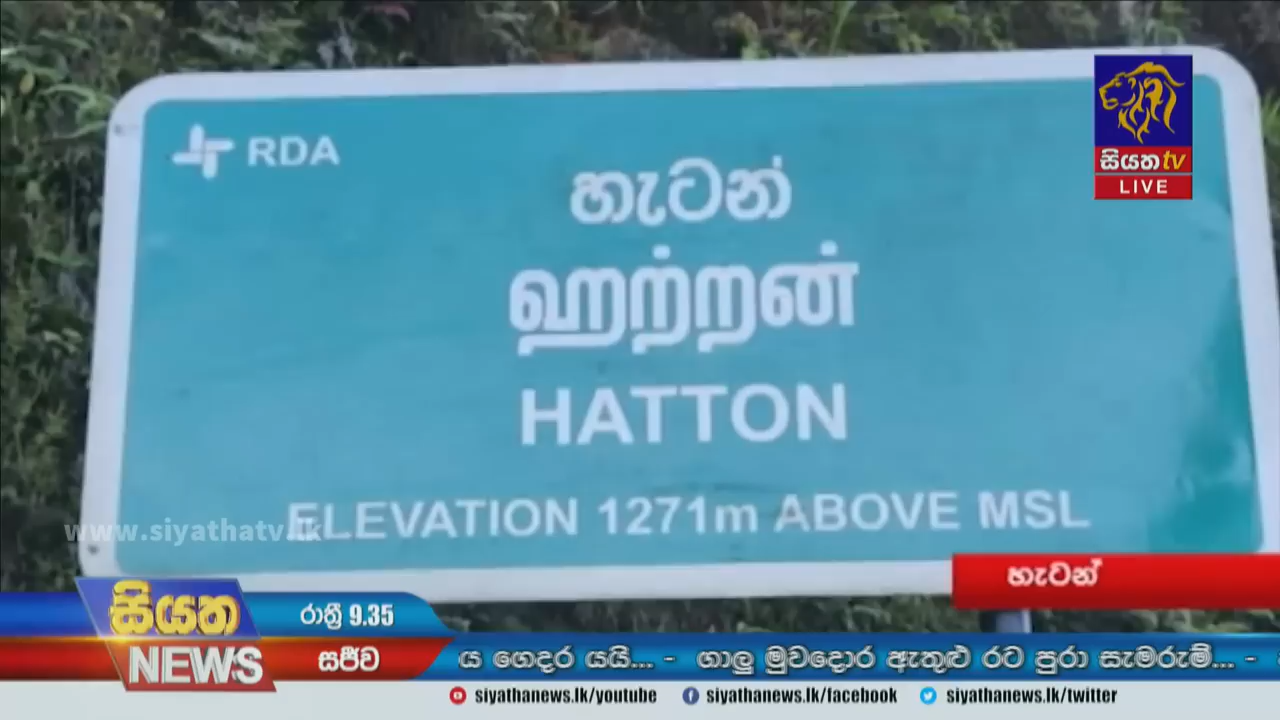 RDA
හැටන්
ஹற்றன்
HATTON
ELEVATION 1271m ABOVE MSL
සියත tv
LIVE
www.siyathatv.lk
හැටන්
සියත
NEWS
රාත්‍රී 9.35
සජීව
ය ගෙදර යයි... - ගාලු මුවදොර ඇතුළු රට පුරා සැමරුම්... -
siyathanews.lk/youtube
siyathanews.lk/facebook
siyathanews.lk/twitter